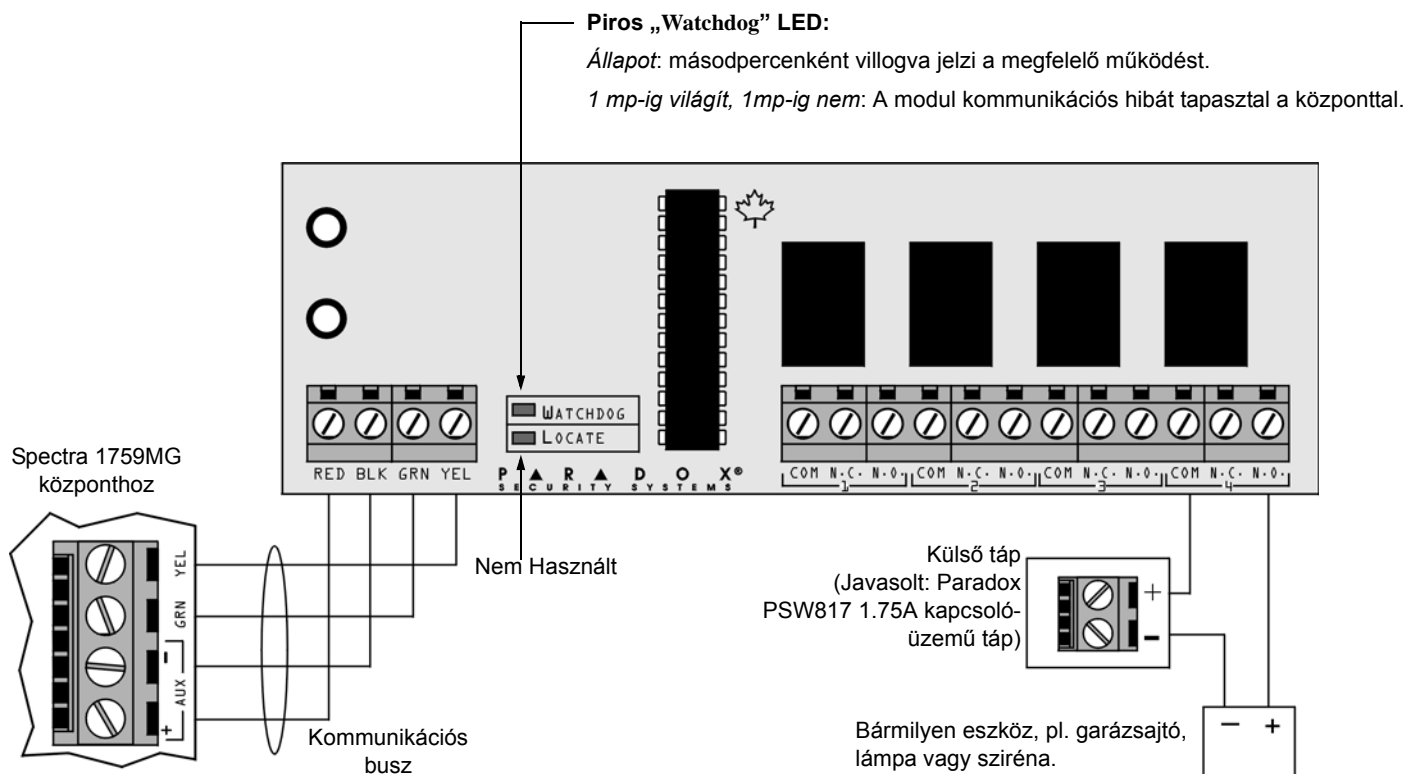 Piros „Watchdog” LED:
Állapot: másodpercenként villogva jelzi a megfelelő működést.
1 mp-ig világít, 1mp-ig nem: A modul kommunikációs hibát tapasztal a központtal.
WATCHDOG
LOCATE
RED BLK GRN YEL
PARADOX®
SECURITY SYSTEMS
COM N.C. N.O. COM N.C. N.O. COM N.C. N.O. COM N.C. N.O.
1 2 3 4
Spectra 1759MG
központhoz
YEL
GRN
- AUX +
Nem Használt
Kommunikációs
busz
Külső táp
(Javasolt: Paradox
PSW817 1.75A kapcsoló-
üzemű táp)
+
-
Bármilyen eszköz, pl. garázsajtó,
lámpa vagy sziréna.
- +